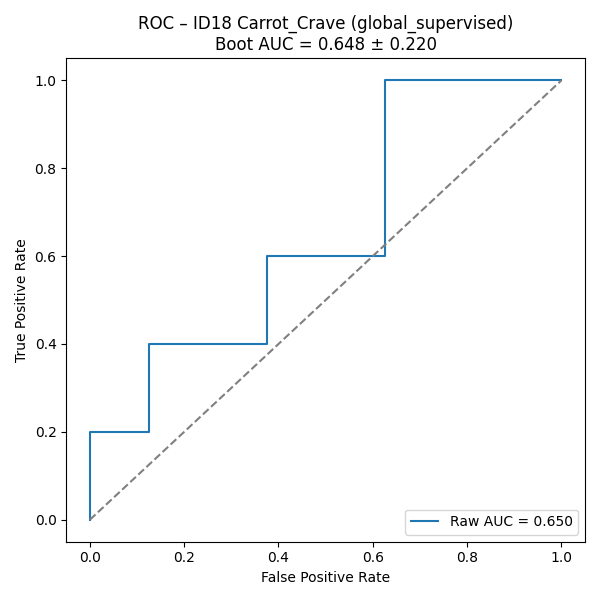 ROC – ID18 Carrot_Crave (global_supervised)
Boot AUC = 0.648 ± 0.220
True Positive Rate
1.0
0.8
0.6
0.4
0.2
0.0
0.0 0.2 0.4 0.6 0.8 1.0
False Positive Rate
Raw AUC = 0.650